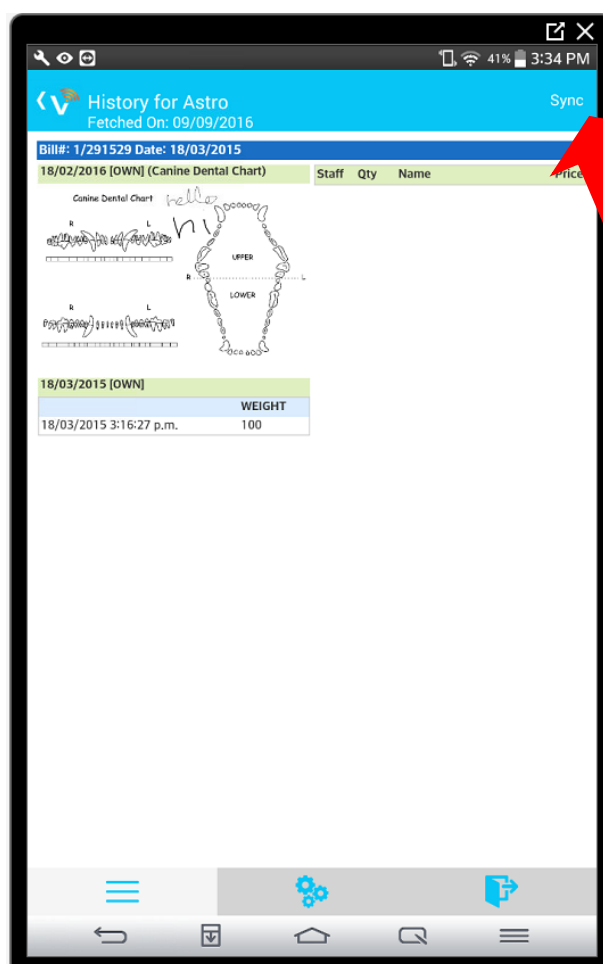 41% 3:34 PM
History for Astro
Sync
Fetched On: 09/09/2016
Bill#: 1/291529 Date: 18/03/2015
18/02/2016 [OWN] (Canine Dental Chart)
Staff Qty Name Price
Canine Dental Chart hello
hi
R L
UPPER
R L
LOWER
R L
18/03/2015 [OWN]
WEIGHT
18/03/2015 3:16:27 p.m. 100